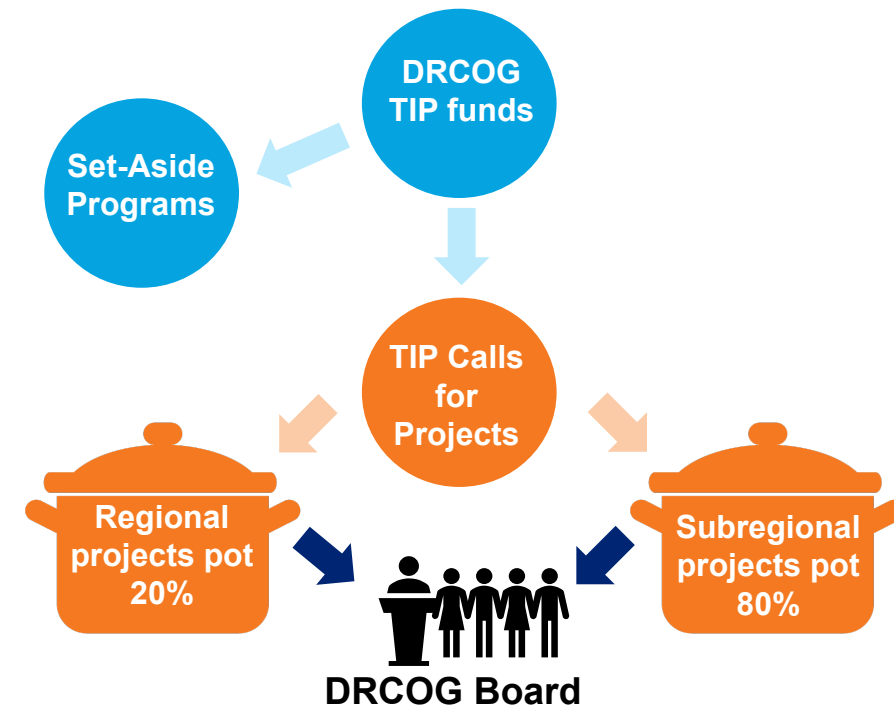 DRCOG
TIP funds
Set-Aside
Programs
TIP Calls
for
Projects
Regional
projects pot
20%
Subregional
projects pot
80%
DRCOG Board